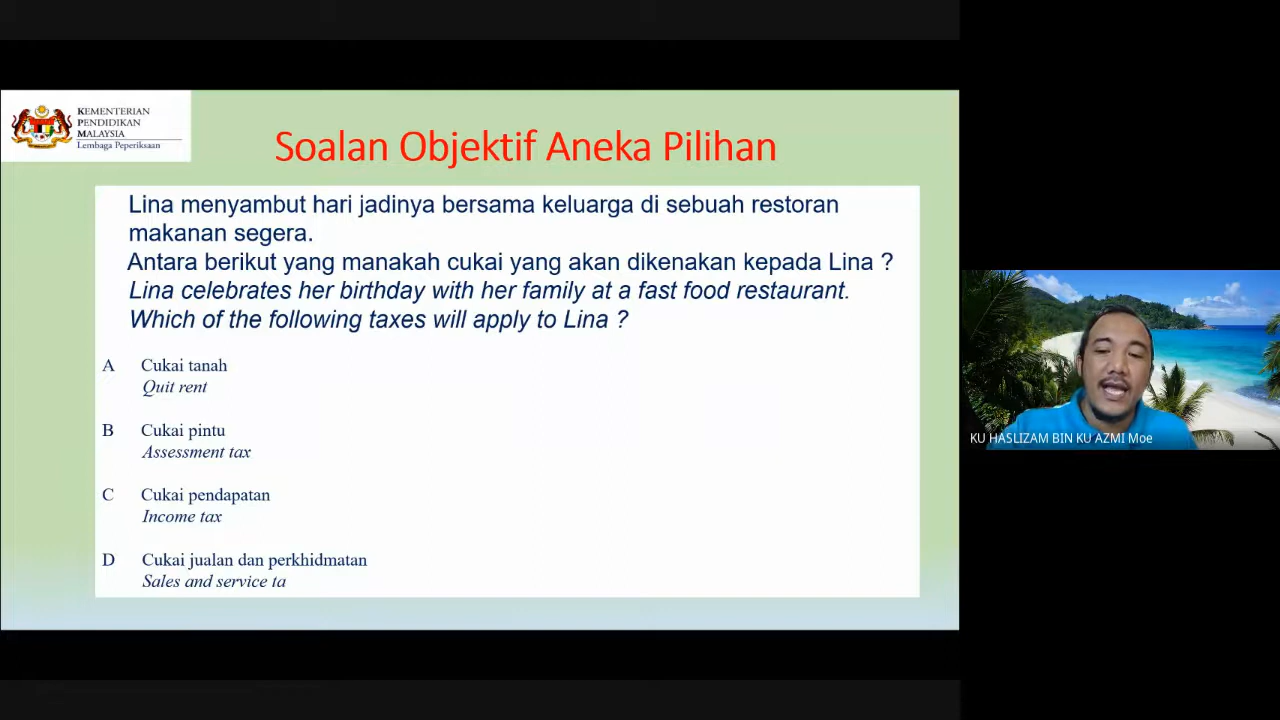 KEMENTERIAN
PENDIDIKAN
MALAYSIA
Lembaga Peperiksaan
Soalan Objektif Aneka Pilihan
Lina menyambut hari jadinya bersama keluarga di sebuah restoran
makanan segera.
Antara berikut yang manakah cukai yang akan dikenakan kepada Lina ?
Lina celebrates her birthday with her family at a fast food restaurant.
Which of the following taxes will apply to Lina ?
A Cukai tanah
Quit rent
B Cukai pintu
Assessment tax
C Cukai pendapatan
Income tax
D Cukai jualan dan perkhidmatan
Sales and service ta
KU HASLIZAM BIN KU AZMI Moe